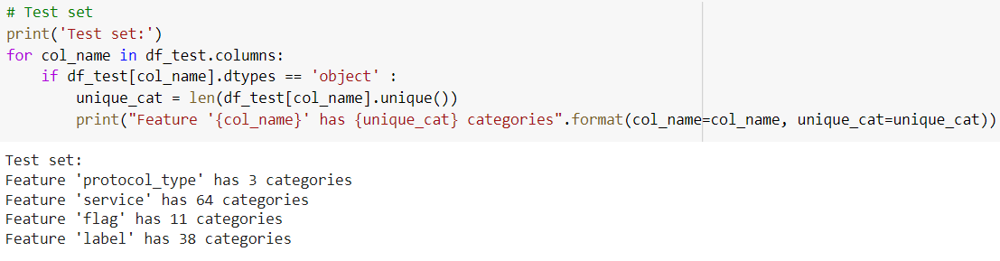 # Test set
print('Test set:')
for col_name in df_test.columns:
    if df_test[col_name].dtypes == 'object' :
        unique_cat = len(df_test[col_name].unique())
        print("Feature '{col_name}' has {unique_cat} categories".format(col_name=col_name, unique_cat=unique_cat))
Test set:
Feature 'protocol_type' has 3 categories
Feature 'service' has 64 categories
Feature 'flag' has 11 categories
Feature 'label' has 38 categories